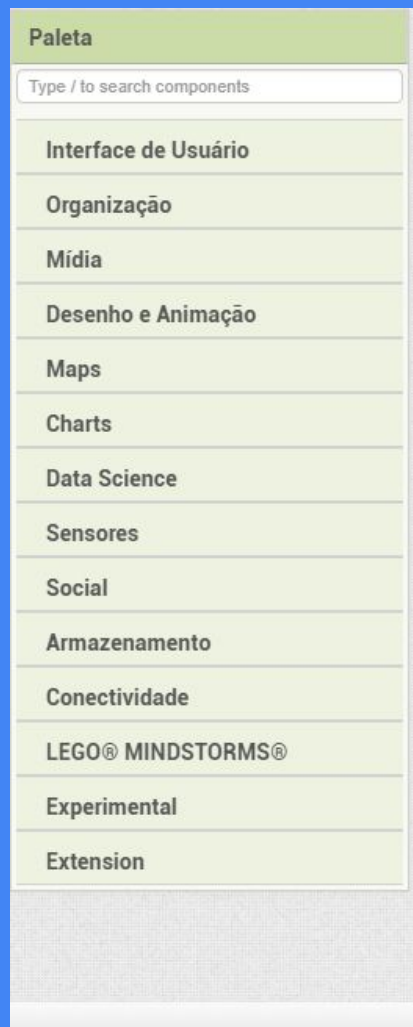 Paleta
Type / to search components
Interface de Usuário
Organização
Mídia
Desenho e Animação
Maps
Charts
Data Science
Sensores
Social
Armazenamento
Conectividade
LEGO® MINDSTORMS®
Experimental
Extension